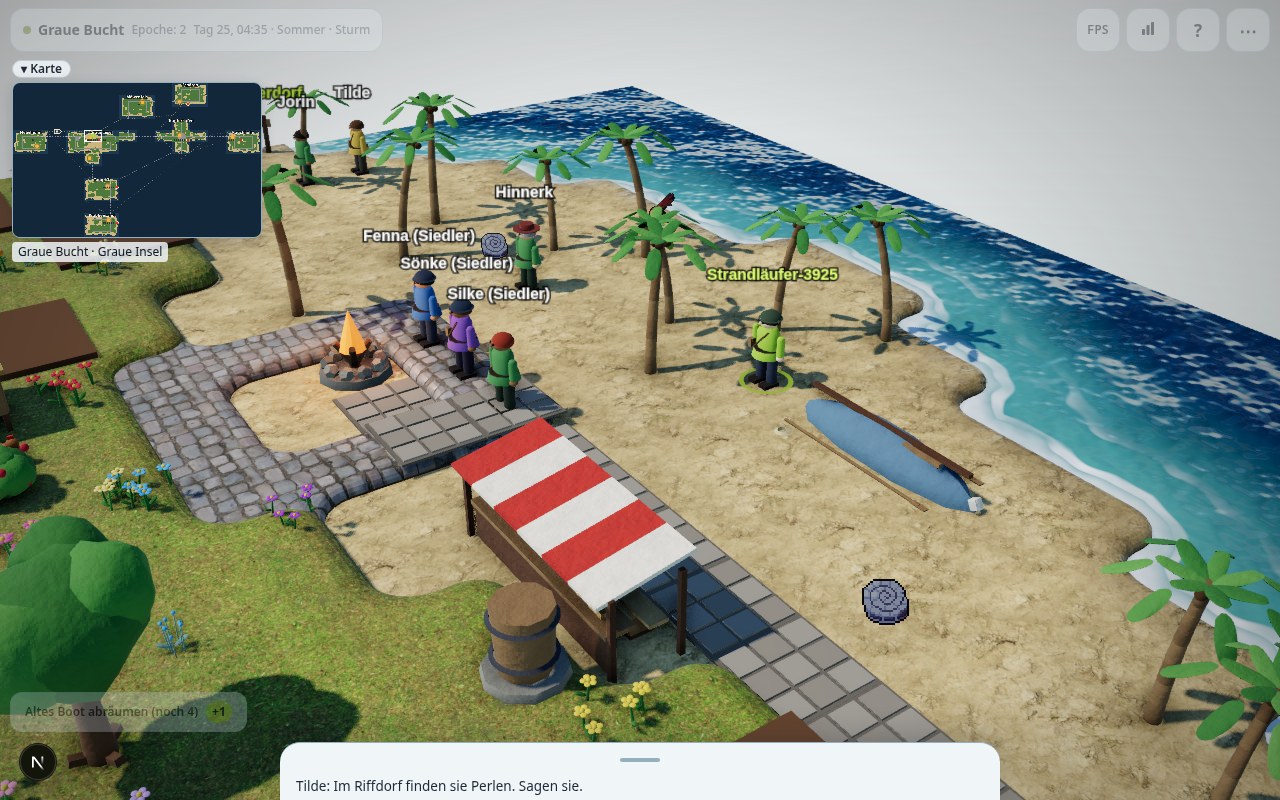 Graue Bucht Epoche: 2 Tag 25, 04:35 · Sommer · Sturm
FPS
?
...
▾ Karte
Jorin
Tilde
Hinnerk
Fenna (Siedler)
Sönke (Siedler)
Silke (Siedler)
Strandläufer-3925
Graue Bucht · Graue Insel
Altes Boot abräumen (noch 4) +1
N
Tilde: Im Riffdorf finden sie Perlen. Sagen sie.